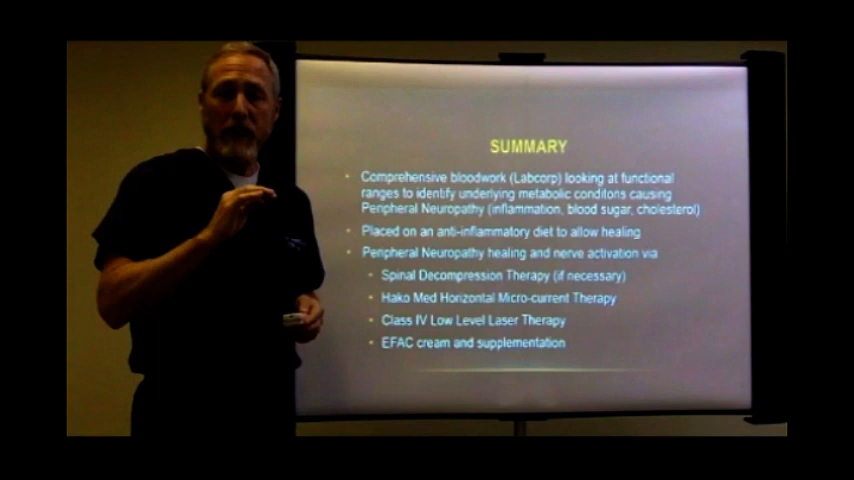 SUMMARY
• Comprehensive bloodwork (Labcorp) looking at functional
ranges to identify underlying metabolic conditons causing
Peripheral Neuropathy (inflammation, blood sugar, cholesterol)
• Placed on an anti-inflammatory diet to allow healing
• Peripheral Neuropathy healing and nerve activation via
• Spinal Decompression Therapy (if necessary)
• Hako Med Horizontal Micro-current Therapy
• Class IV Low Level Laser Therapy
• EFAC cream and supplementation